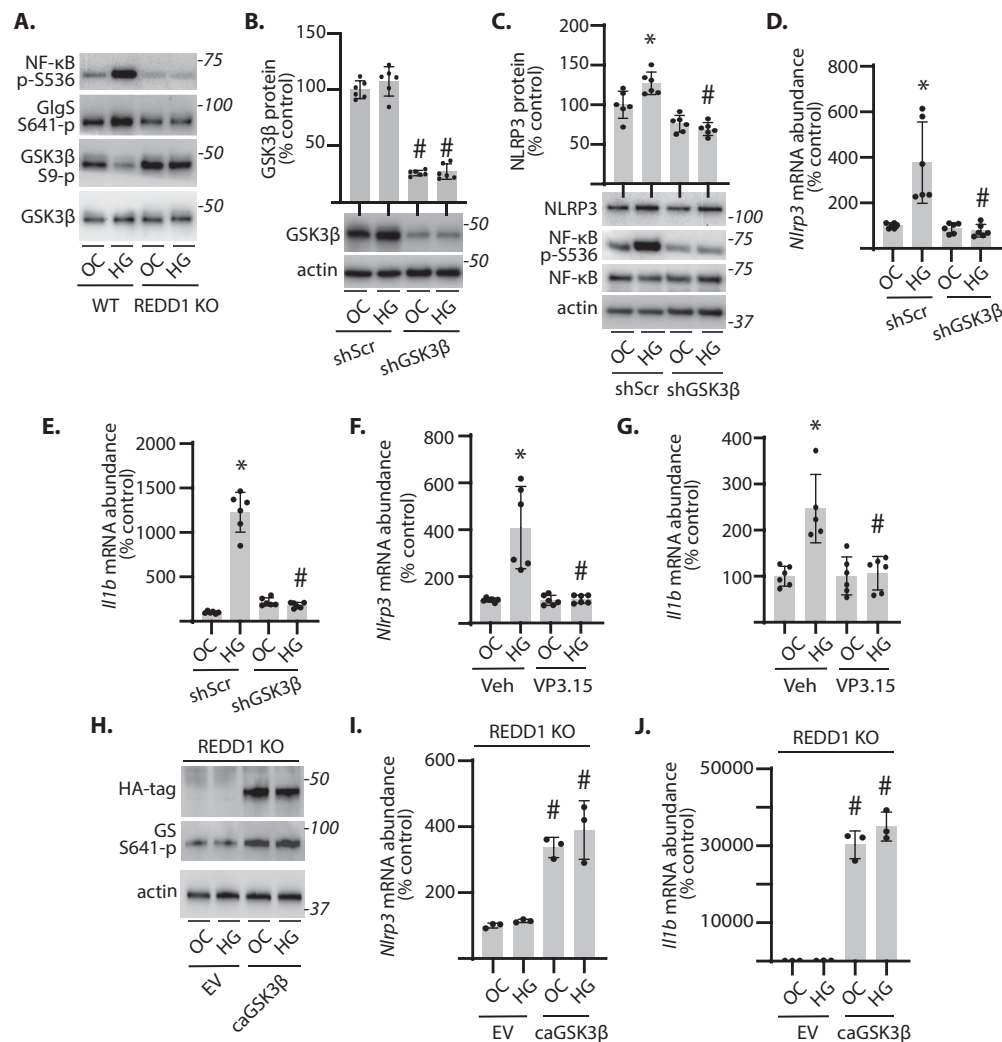 A.
NF-κB
p-S536
-75
GlgS
S641-p
-100
GSK3β
S9-p
-50
GSK3β
-50
OC HG OC HG
WT REDD1 KO
B.
GSK3β protein
(% control)
150
100
50
GSK3β
-50
actin
-50
OC HG OC HG
shScr shGSK3β
# #
C.
NLRP3 protein
(% control)
150
100
50
* #
NLRP3
-100
NF-κB
p-S536
-75
NF-κB
-75
actin
-37
OC HG OC HG
shScr shGSK3β
D.
Nlrp3 mRNA abundance
(% control)
800
600
400
200
* #
OC HG OC HG
shScr shGSK3β
E.
Il1b mRNA abundance
(% control)
2000
1500
1000
500
* #
OC HG OC HG
shScr shGSK3β
F.
Nlrp3 mRNA abundance
(% control)
800
600
400
200
* #
OC HG OC HG
Veh VP3.15
G.
Il1b mRNA abundance
(% control)
400
300
200
100
* #
OC HG OC HG
Veh VP3.15
H.
REDD1 KO
HA-tag
-50
GS
S641-p
-100
actin
-37
OC HG OC HG
EV caGSK3β
I.
REDD1 KO
Nlrp3 mRNA abundance
(% control)
600
400
200
# #
OC HG OC HG
EV caGSK3β
J.
REDD1 KO
Il1b mRNA abundance
(% control)
50000
30000
10000
# #
OC HG OC HG
EV caGSK3β